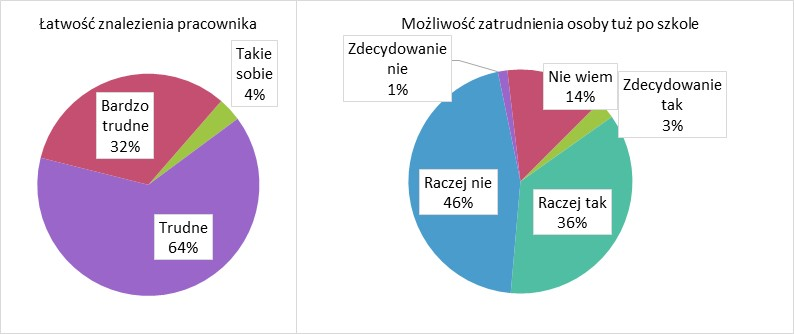 Łatwość znalezienia pracownika
Takie
sobie
4%
Bardzo
trudne
32%
Trudne
64%
Możliwość zatrudnienia osoby tuż po szkole
Zdecydowanie
nie
1%
Nie wiem
14%
Zdecydowanie
tak
3%
Raczej nie
46%
Raczej tak
36%